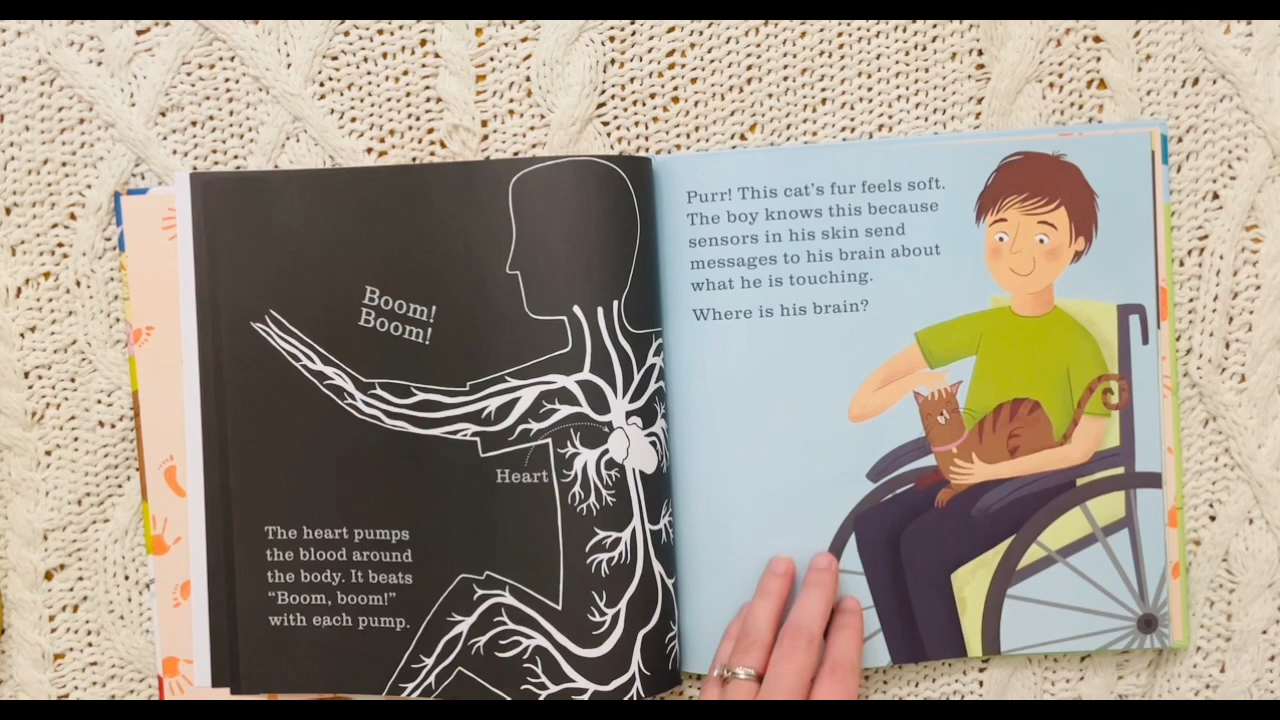 Boom!
Boom!
Heart
The heart pumps
the blood around
the body. It beats
“Boom, boom!”
with each pump.
Purr! This cat’s fur feels soft.
The boy knows this because
sensors in his skin send
messages to his brain about
what he is touching.
Where is his brain?